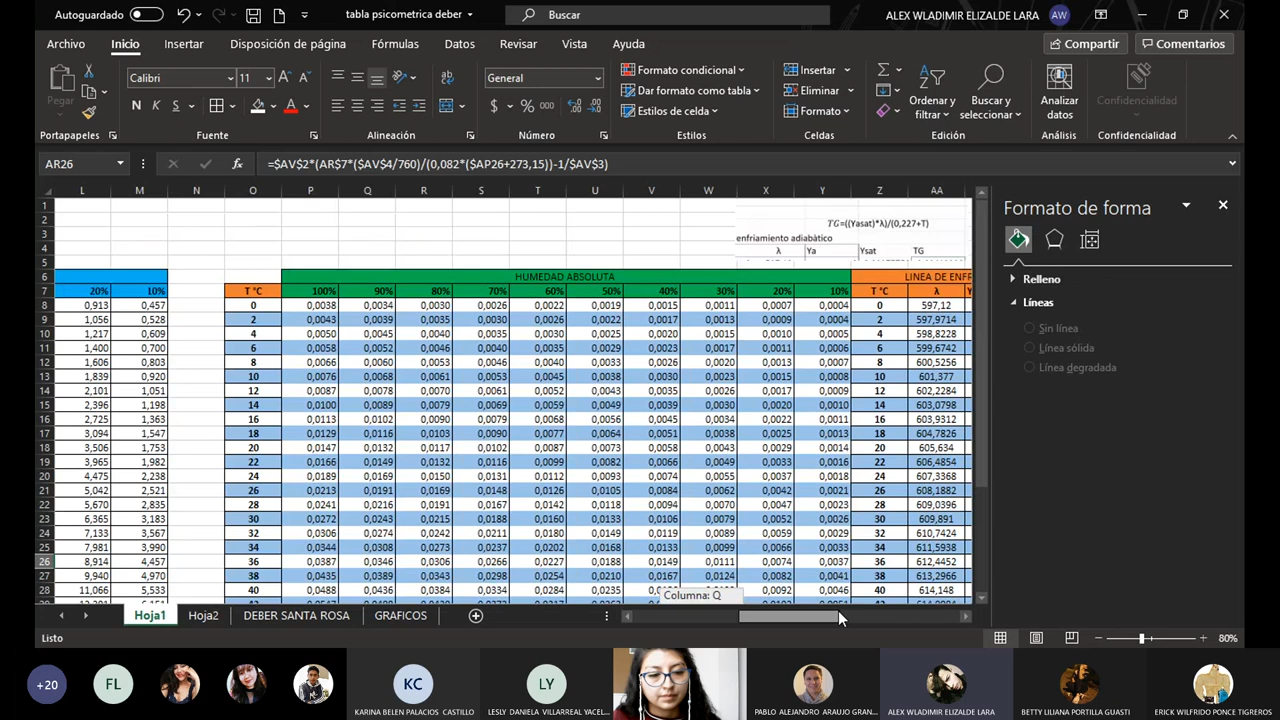 Autoguardado
tabla psicometrica deber
Buscar
ALEX WLADIMIR ELIZALDE LARA
AW
Archivo Inicio Insertar Disposición de página Fórmulas Datos Revisar Vista Ayuda
Compartir Comentarios
Pegar
Calibri 11
N K S
General
$ % 000
Formato condicional
Dar formato como tabla
Estilos de celda
Insertar
Eliminar
Formato
Ordenar y filtrar
Buscar y seleccionar
Analizar datos
Confidencialidad
Portapapeles Fuente Alineación Número Estilos Celdas Edición Análisis Confidencialidad
AR26 fx =$AV$2*(AR$7*($AV$4/760)/(0,082*($AP26+273,15))-1/$AV$3)
L M N O P Q R S T U V W X Y Z AA
1
2 TG=((Yasat)*λ)/(0,227+T)
3 enfriamiento adiabàtico
4 λ Ya Ysat TG
5
6 HUMEDAD ABSOLUTA LINEA DE ENFR
7 20% 10% T °C 100% 90% 80% 70% 60% 50% 40% 30% 20% 10% T °C λ Y
8 0,913 0,457 0 0,0038 0,0034 0,0030 0,0026 0,0022 0,0019 0,0015 0,0011 0,0007 0,0004 0 597,12
9 1,056 0,528 2 0,0043 0,0039 0,0035 0,0030 0,0026 0,0022 0,0017 0,0013 0,0009 0,0004 2 597,9714
10 1,217 0,609 4 0,0050 0,0045 0,0040 0,0035 0,0030 0,0025 0,0020 0,0015 0,0010 0,0005 4 598,8228
11 1,400 0,700 6 0,0058 0,0052 0,0046 0,0040 0,0035 0,0029 0,0023 0,0017 0,0011 0,0006 6 599,6742
12 1,606 0,803 8 0,0066 0,0060 0,0053 0,0046 0,0040 0,0033 0,0026 0,0020 0,0013 0,0007 8 600,5256
13 1,839 0,920 10 0,0076 0,0068 0,0061 0,0053 0,0045 0,0038 0,0030 0,0023 0,0015 0,0008 10 601,377
14 2,101 1,051 12 0,0087 0,0078 0,0070 0,0061 0,0052 0,0043 0,0035 0,0026 0,0017 0,0009 12 602,2284
15 2,396 1,198 14 0,0100 0,0089 0,0079 0,0070 0,0059 0,0049 0,0040 0,0030 0,0020 0,0010 14 603,0798
16 2,725 1,363 16 0,0113 0,0102 0,0090 0,0079 0,0068 0,0056 0,0045 0,0034 0,0022 0,0011 16 603,9312
17 3,094 1,547 18 0,0129 0,0116 0,0103 0,0090 0,0077 0,0064 0,0051 0,0038 0,0025 0,0013 18 604,7826
18 3,506 1,753 20 0,0147 0,0132 0,0117 0,0102 0,0087 0,0073 0,0058 0,0043 0,0029 0,0014 20 605,634
19 3,965 1,982 22 0,0166 0,0149 0,0132 0,0116 0,0099 0,0082 0,0066 0,0049 0,0033 0,0016 22 606,4854
20 4,475 2,238 24 0,0189 0,0169 0,0150 0,0131 0,0112 0,0093 0,0074 0,0055 0,0037 0,0018 24 607,3368
21 5,042 2,521 26 0,0213 0,0191 0,0169 0,0148 0,0126 0,0105 0,0084 0,0062 0,0042 0,0021 26 608,1882
22 5,670 2,835 28 0,0241 0,0216 0,0191 0,0167 0,0142 0,0118 0,0094 0,0070 0,0047 0,0023 28 609,0396
23 6,365 3,183 30 0,0272 0,0243 0,0215 0,0188 0,0160 0,0133 0,0106 0,0079 0,0052 0,0026 30 609,891
24 7,133 3,567 32 0,0306 0,0274 0,0242 0,0211 0,0180 0,0149 0,0119 0,0089 0,0059 0,0029 32 610,7424
25 7,981 3,990 34 0,0344 0,0308 0,0273 0,0237 0,0202 0,0168 0,0133 0,0099 0,0066 0,0033 34 611,5938
26 8,914 4,457 36 0,0387 0,0346 0,0306 0,0266 0,0227 0,0188 0,0149 0,0111 0,0074 0,0037 36 612,4452
27 9,940 4,970 38 0,0435 0,0389 0,0343 0,0298 0,0254 0,0210 0,0167 0,0124 0,0082 0,0041 38 613,2966
28 11,066 5,533 40 0,0488 0,0436 0,0384 0,0334 0,0284 0,0235 0,0092 0,0046 40 614,148
Columna: Q
Formato de forma
Relleno
Líneas
Sin línea
Línea sólida
Línea degradada
Hoja1 Hoja2 DEBER SANTA ROSA GRAFICOS
Listo
80%
+20
FL
KC
KAREN BELEN PALACIOS CASTILLO
LY
LESLY DANIELA VILLARREAL YACEL...
PABLO ALEJANDRO ARAUJO GRAN...
ALEX WLADIMIR ELIZALDE LARA
BETTY LILIANA PORTILLA GUASTI
ERICK WILFRIDO PONCE TIGREROS